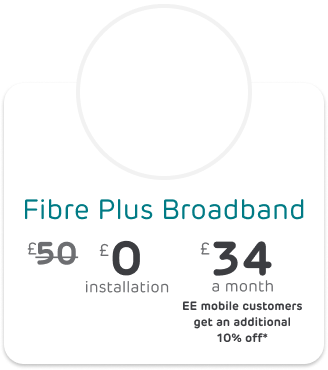 Fibre Plus Broadband
£50 £0 £34
installation a month
EE mobile customers
get an additional
10% off*